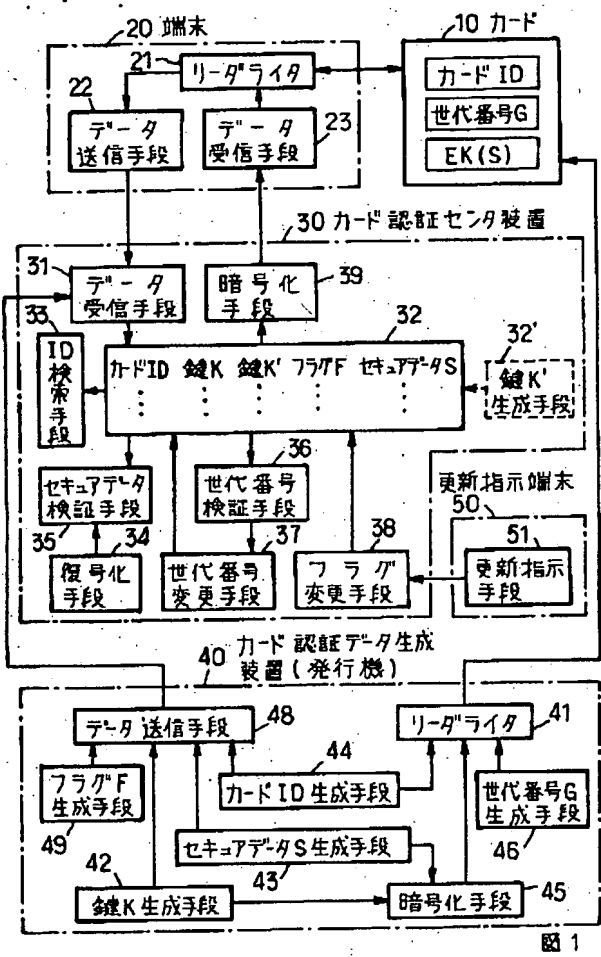 20 端末
10 カード
21
リーダライタ
カードID
世代番号G
EK(S)
22
データ
送信手段
データ
受信手段
23
30 カード認証センタ装置
31
データ
受信手段
暗号化
手段
39
33
ID
検索
手段
32
カードID 鍵K 鍵K' フラグF セキュアデータS
32'
鍵K'
生成手段
セキュアデータ
検証手段
35
34
復号化
手段
36
世代番号
検証手段
37
世代番号
変更手段
38
フラグ
変更手段
更新指示端末
50
51
更新指示
手段
40
カード認証データ生成
装置(発行機)
データ送信手段
48
リーダライタ
41
フラグF
生成手段
49
44
カードID生成手段
世代番号G
生成手段
46
セキュアデータS生成手段
43
42
鍵K生成手段
暗号化手段
45
図1